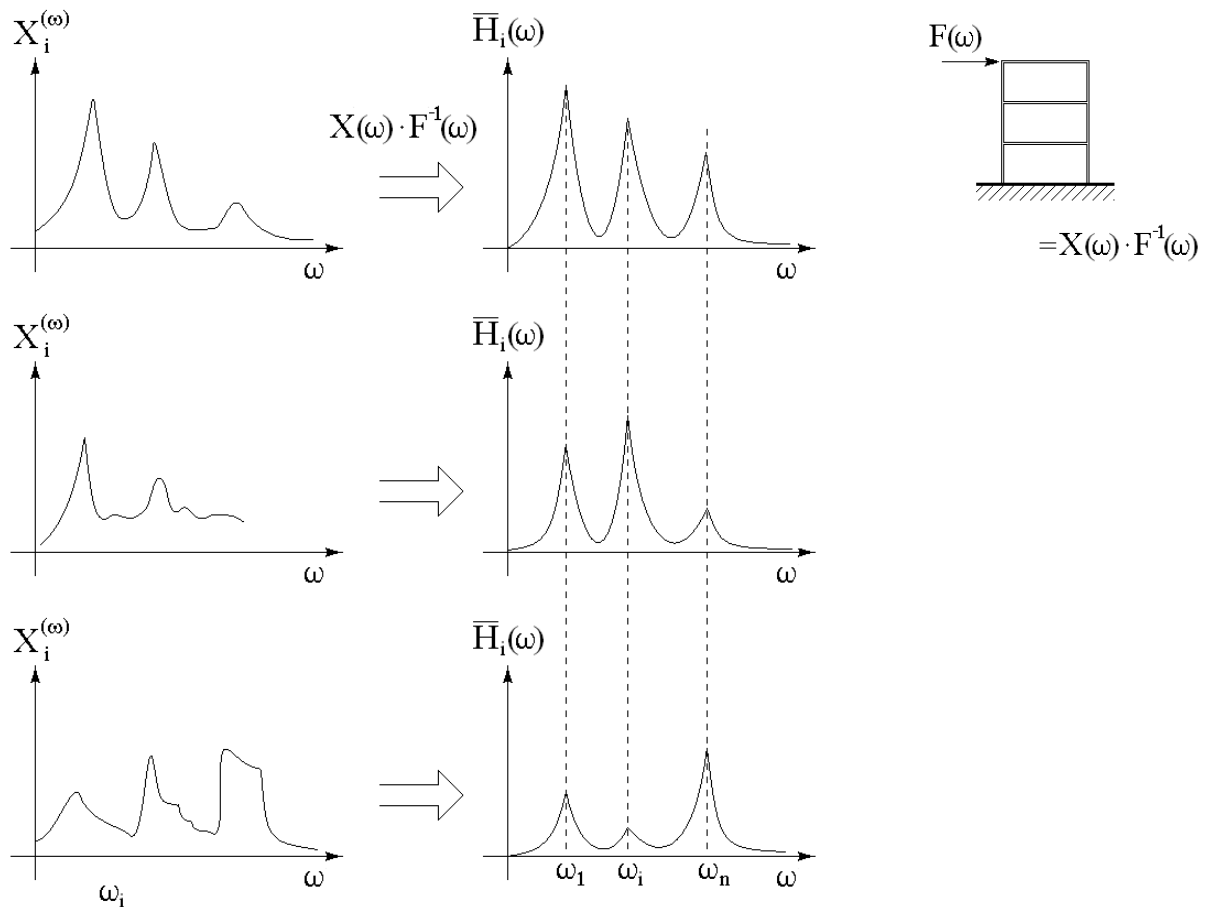 X_i^(ω)
H̅_i(ω)
F(ω)
X(ω)·F^-1(ω)
ω
ω
=X(ω)·F^-1(ω)
X_i^(ω)
H̅_i(ω)
ω
ω
X_i^(ω)
H̅_i(ω)
ω_i
ω
ω_1
ω_i
ω_n
ω